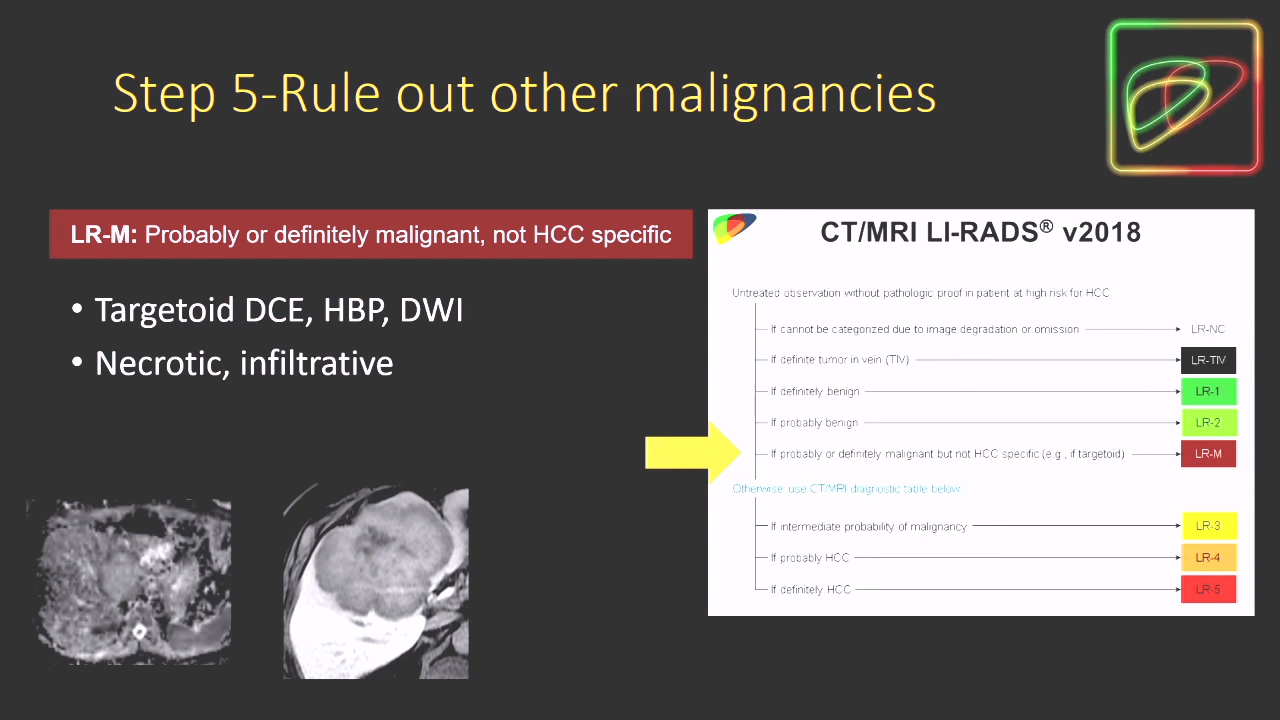 Step 5-Rule out other malignancies
LR-M: Probably or definitely malignant, not HCC specific
• Targetoid DCE, HBP, DWI
• Necrotic, infiltrative
CT/MRI LI-RADS® v2018
Untreated observation without pathologic proof in patient at high risk for HCC
If cannot be categorized due to image degradation or omission LR-NC
If definite tumor in vein (TIV) LR-TIV
If definitely benign LR-1
If probably benign LR-2
If probably or definitely malignant but not HCC specific (e.g., if targetoid) LR-M
Otherwise, use CT/MRI diagnostic table below
If intermediate probability of malignancy LR-3
If probably HCC LR-4
If definitely HCC LR-5